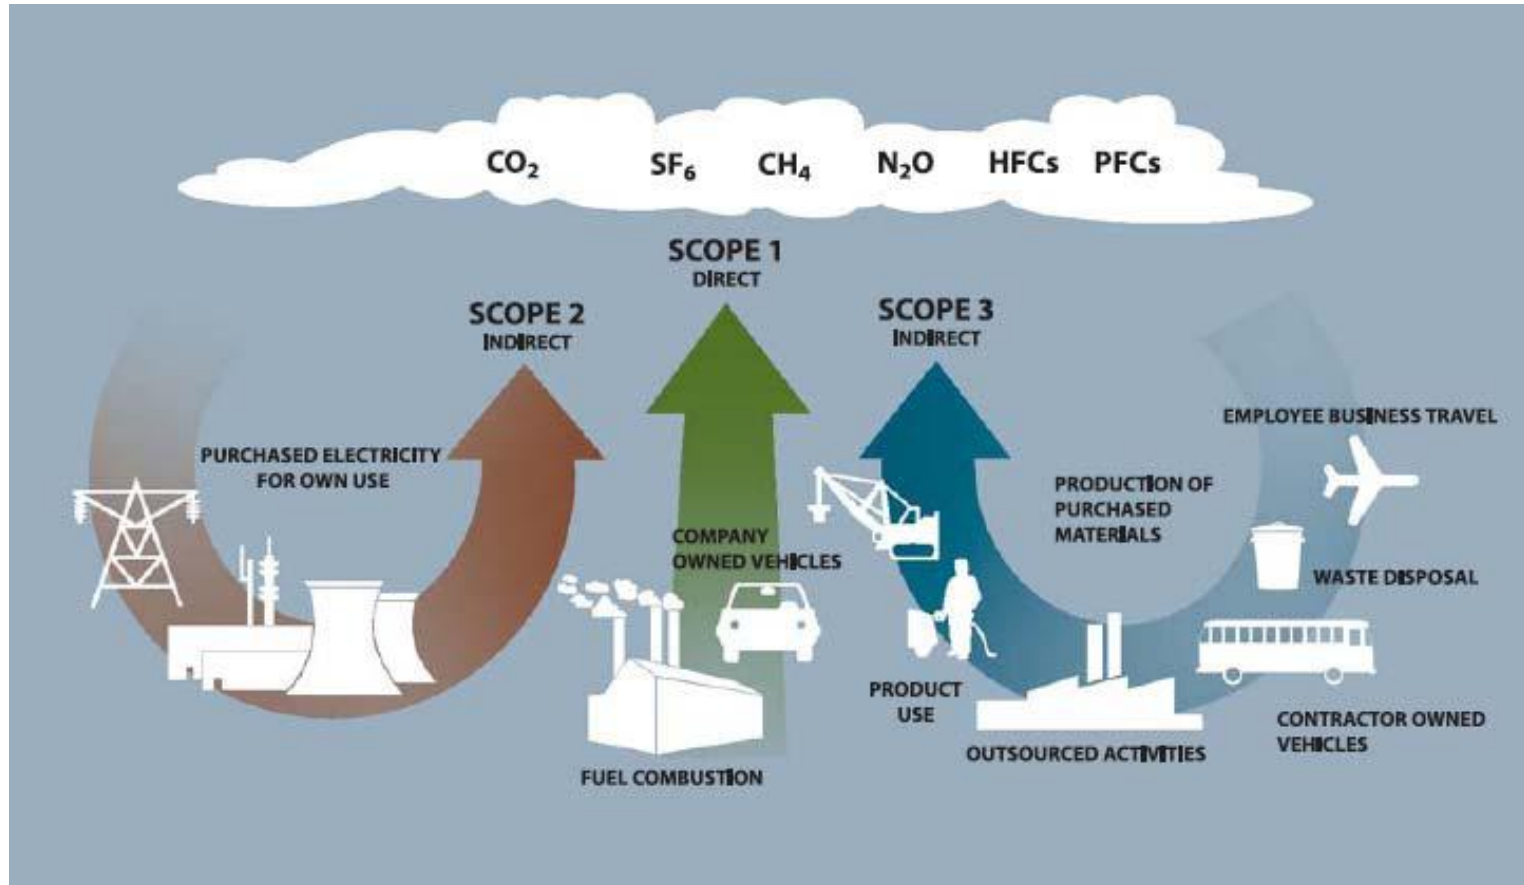 CO₂ SF₆ CH₄ N₂O HFCs PFCs
SCOPE 1
DIRECT
SCOPE 2
INDIRECT
SCOPE 3
INDIRECT
PURCHASED ELECTRICITY
FOR OWN USE
COMPANY
OWNED VEHICLES
FUEL COMBUSTION
PRODUCT
USE
OUTSOURCED ACTIVITIES
PRODUCTION OF
PURCHASED
MATERIALS
EMPLOYEE BUSINESS TRAVEL
WASTE DISPOSAL
CONTRACTOR OWNED
VEHICLES